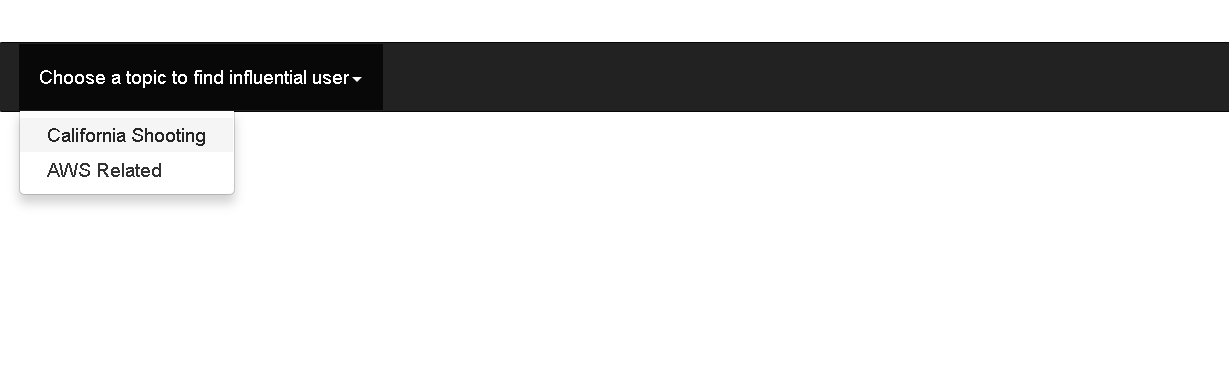 Choose a topic to find influential user
California Shooting
AWS Related